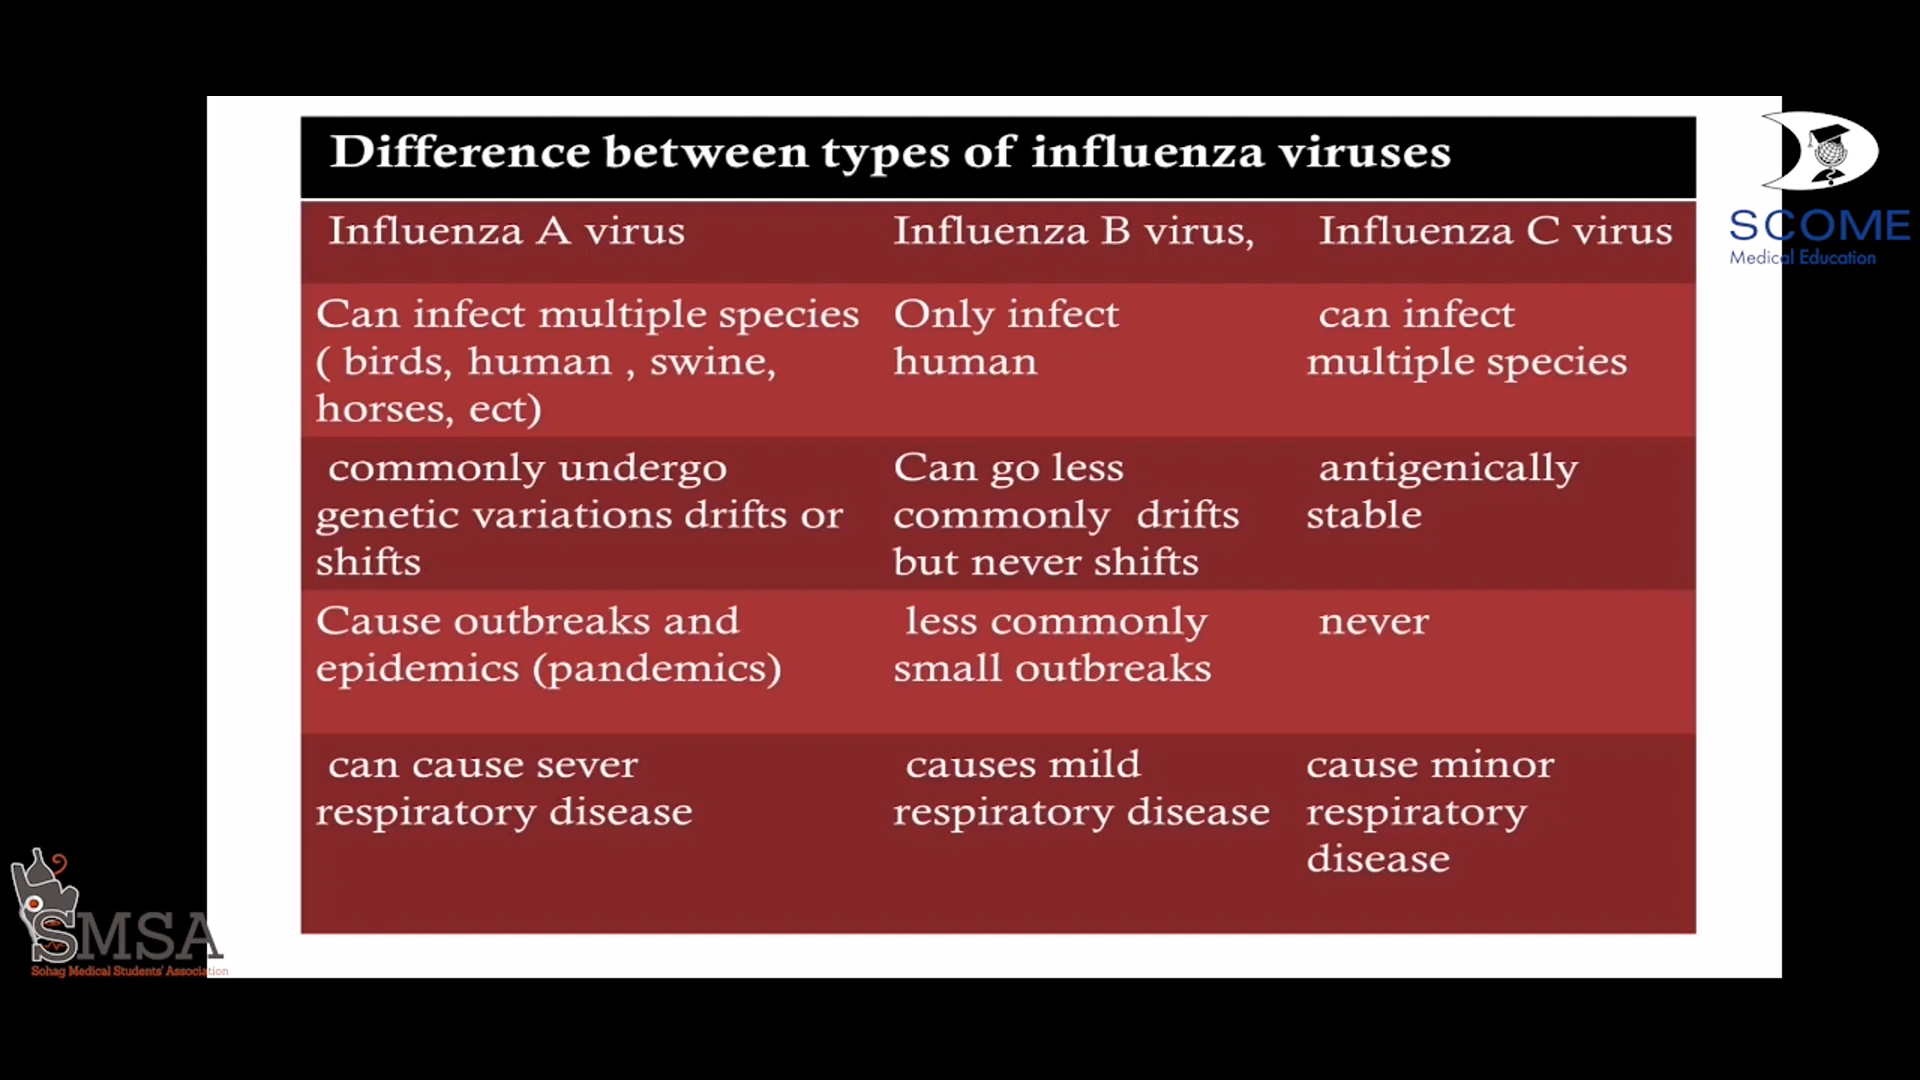 Difference between types of influenza viruses
Influenza A virus
Influenza B virus,
Influenza C virus
Can infect multiple species
( birds, human , swine,
horses, ect)
Only infect
human
can infect
multiple species
commonly undergo
genetic variations drifts or
shifts
Can go less
commonly drifts
but never shifts
antigenically
stable
Cause outbreaks and
epidemics (pandemics)
less commonly
small outbreaks
never
can cause sever
respiratory disease
causes mild
respiratory disease
cause minor
respiratory
disease
SCOME
Medical Education
SMSA
Sohag Medical Students' Association